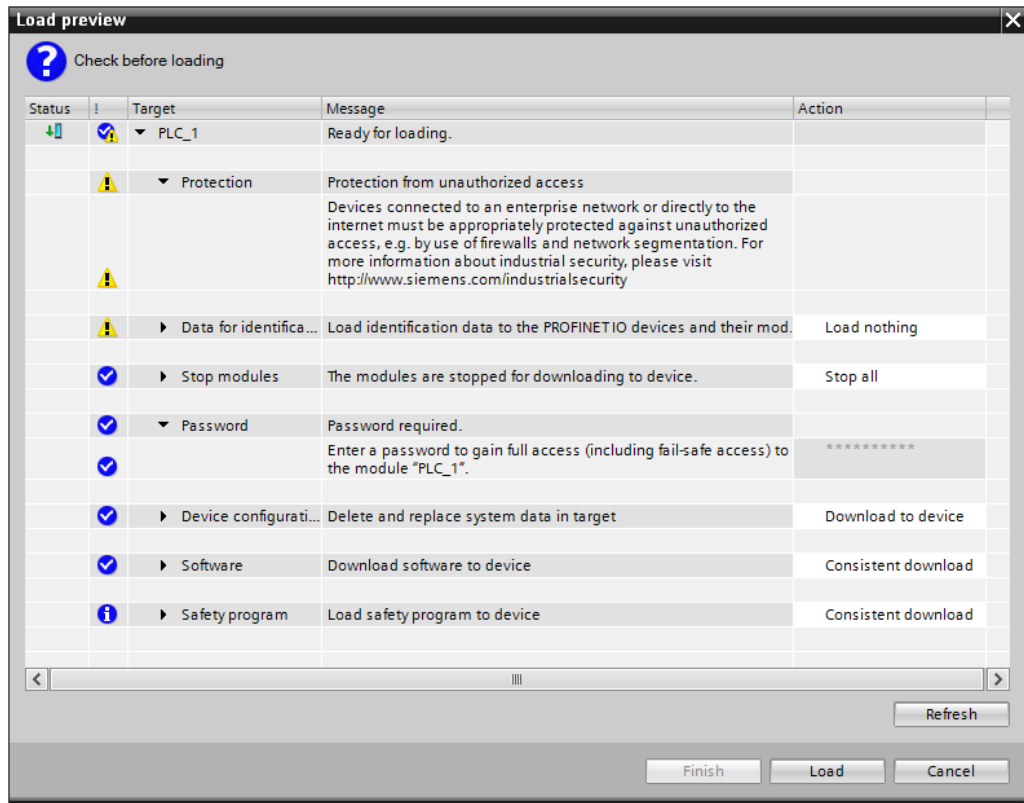 Load preview
Check before loading
Status ! Target Message Action
PLC_1 Ready for loading.
Protection Protection from unauthorized access
Devices connected to an enterprise network or directly to the
internet must be appropriately protected against unauthorized
access, e.g. by use of firewalls and network segmentation. For
more information about industrial security, please visit
http://www.siemens.com/industrialsecurity
Data for identifica... Load identification data to the PROFINET IO devices and their mod. Load nothing
Stop modules The modules are stopped for downloading to device. Stop all
Password Password required.
Enter a password to gain full access (including fail-safe access) to **********
the module “PLC_1”.
Device configurati... Delete and replace system data in target Download to device
Software Download software to device Consistent download
Safety program Load safety program to device Consistent download
Refresh
Finish Load Cancel